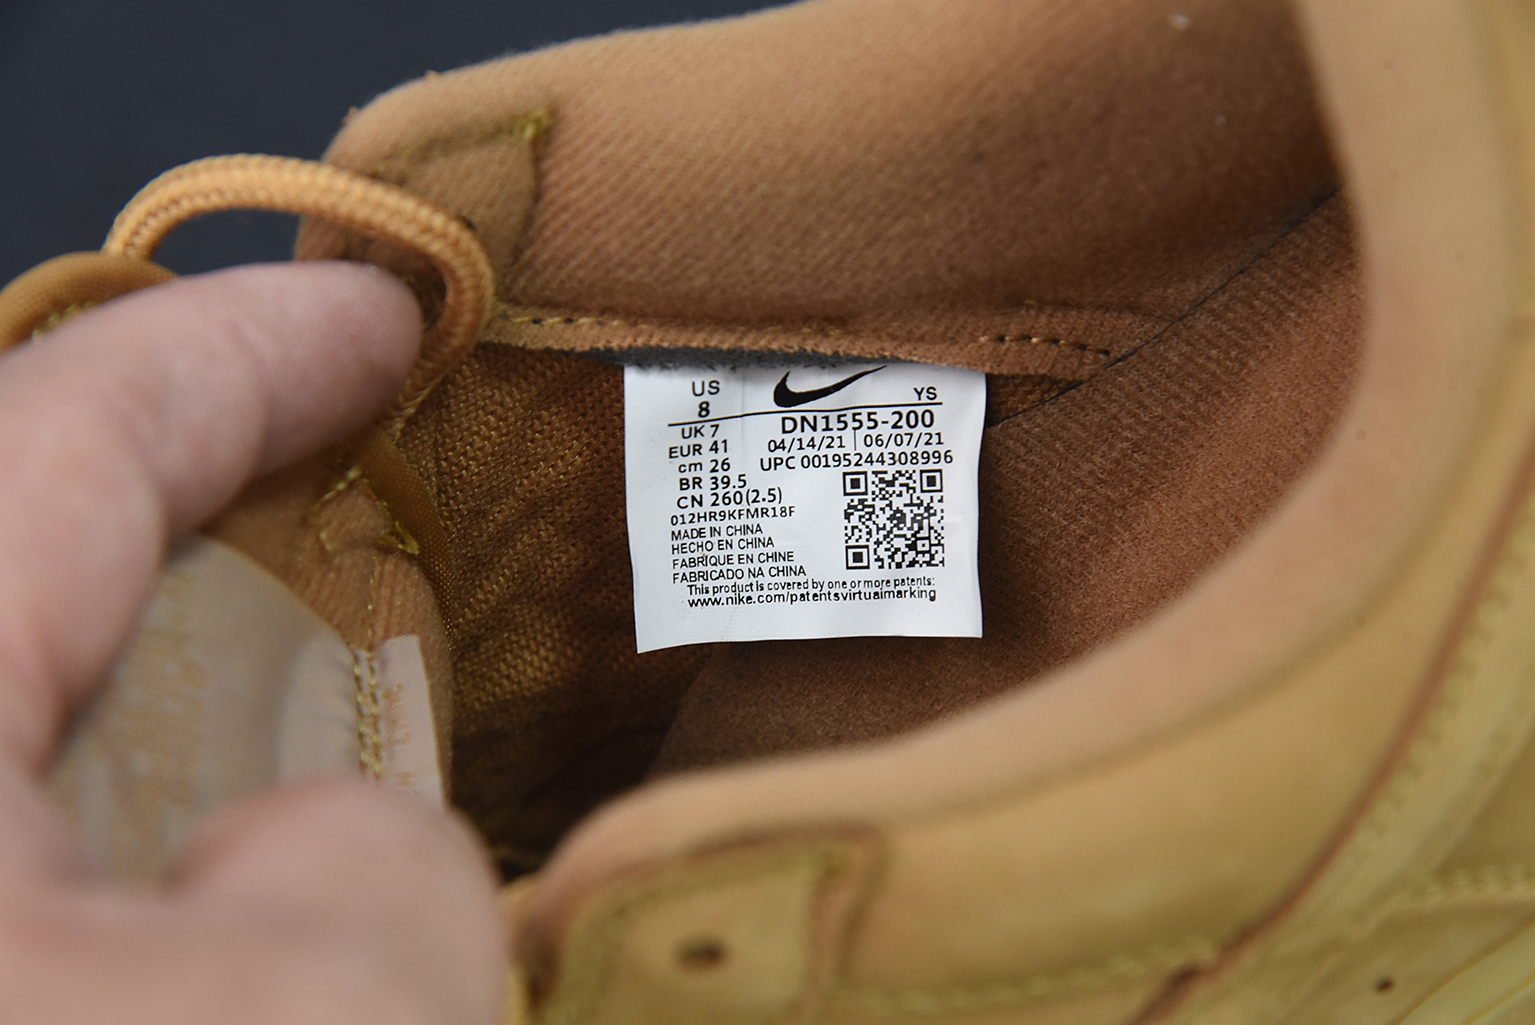 US
8
YS
UK 7
DN1555-200
EUR 41
04/14/21 06/07/21
cm 26
UPC 00195244308996
BR 39.5
CN 260(2.5)
012HR9KFMR18F
MADE IN CHINA
HECHO EN CHINA
FABRIQUE EN CHINE
FABRICADO NA CHINA
This product is covered by one or more patents:
www.nike.com/patentsvirtualmarking